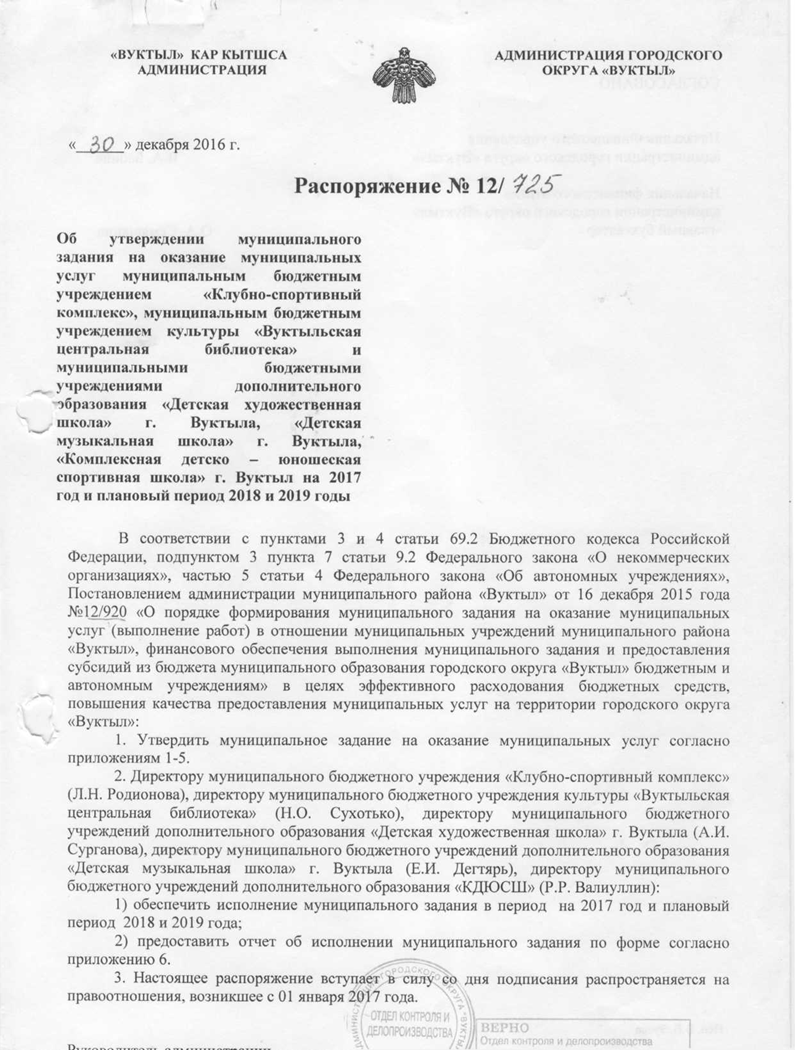 «ВУКТЫЛ» КАР КЫТШСА
АДМИНИСТРАЦИЯ
АДМИНИСТРАЦИЯ ГОРОДСКОГО
ОКРУГА «ВУКТЫЛ»
« 30 » декабря 2016 г.
Распоряжение № 12/ 725
Об утверждении муниципального
задания на оказание муниципальных
услуг муниципальным бюджетным
учреждением «Клубно-спортивный
комплекс», муниципальным бюджетным
учреждением культуры «Вуктыльская
центральная библиотека» и
муниципальными бюджетными
учреждениями дополнительного
образования «Детская художественная
школа» г. Вуктыла, «Детская
музыкальная школа» г. Вуктыла,
«Комплексная детско – юношеская
спортивная школа» г. Вуктыл на 2017
год и плановый период 2018 и 2019 годы
В соответствии с пунктами 3 и 4 статьи 69.2 Бюджетного кодекса Российской
Федерации, подпунктом 3 пункта 7 статьи 9.2 Федерального закона «О некоммерческих
организациях», частью 5 статьи 4 Федерального закона «Об автономных учреждениях»,
Постановлением администрации муниципального района «Вуктыл» от 16 декабря 2015 года
№12/920 «О порядке формирования муниципального задания на оказание муниципальных
услуг (выполнение работ) в отношении муниципальных учреждений муниципального района
«Вуктыл», финансового обеспечения выполнения муниципального задания и предоставления
субсидий из бюджета муниципального образования городского округа «Вуктыл» бюджетным и
автономным учреждениям» в целях эффективного расходования бюджетных средств,
повышения качества предоставления муниципальных услуг на территории городского округа
«Вуктыл»:
1. Утвердить муниципальное задание на оказание муниципальных услуг согласно
приложениям 1-5.
2. Директору муниципального бюджетного учреждения «Клубно-спортивный комплекс»
(Л.Н. Родионова), директору муниципального бюджетного учреждения культуры «Вуктыльская
центральная библиотека» (Н.О. Сухотько), директору муниципального бюджетного
учреждений дополнительного образования «Детская художественная школа» г. Вуктыла (А.И.
Сурганова), директору муниципального бюджетного учреждений дополнительного образования
«Детская музыкальная школа» г. Вуктыла (Е.И. Дегтярь), директору муниципального
бюджетного учреждений дополнительного образования «КДЮСШ» (Р.Р. Валиуллин):
1) обеспечить исполнение муниципального задания в период на 2017 год и плановый
период 2018 и 2019 года;
2) предоставить отчет об исполнении муниципального задания по форме согласно
приложению 6.
3. Настоящее распоряжение вступает в силу со дня подписания распространяется на
правоотношения, возникшее с 01 января 2017 года.
ОТДЕЛ КОНТРОЛЯ И
ДЕЛОПРОИЗВОДСТВА
ВЕРНО
Отдел контроля и делопроизводства
Руководитель администрации